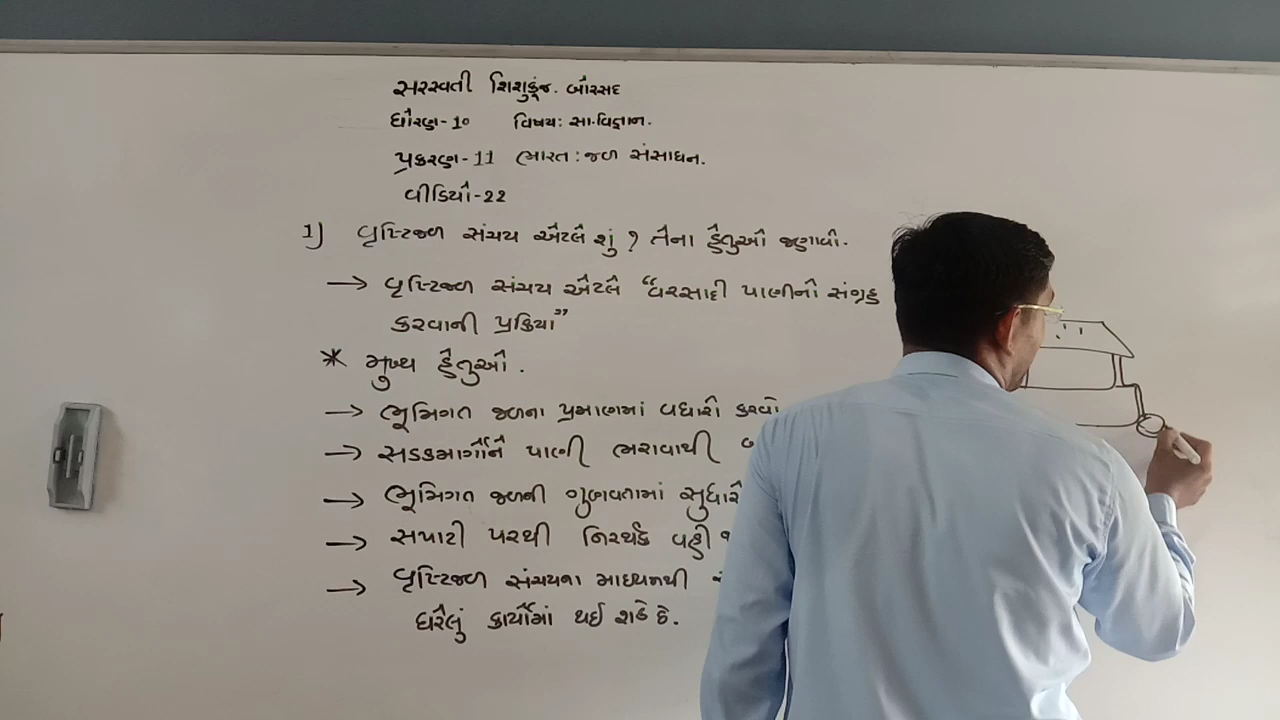 સરસ્વતી શિશુકુંજ. બોરસદ
ધોરણ-10 વિષય: સા.વિજ્ઞાન.
પ્રકરણ-11 ભારત: જળ સંસાધન.
વીડિયો-22
1) વૃષ્ટિજળ સંચય એટલે શું? તેના હેતુઓ જણાવો.
→ વૃષ્ટિજળ સંચય એટલે "વરસાદી પાણીનો સંગ્રહ
કરવાની પ્રક્રિયા"
* મુખ્ય હેતુઓ.
→ ભૂમિગત જળના પ્રમાણમાં વધારો કરવો
→ સડકમાર્ગોને પાણી ભરાવાથી
→ ભૂમિગત જળની ગુણવતામાં સુધારો
→ સપાટી પરથી નિરર્થક વહી
→ વૃષ્ટિજળ સંચયના માધ્યમથી
ઘરેલું કાર્યોમાં થઈ શકે છે.